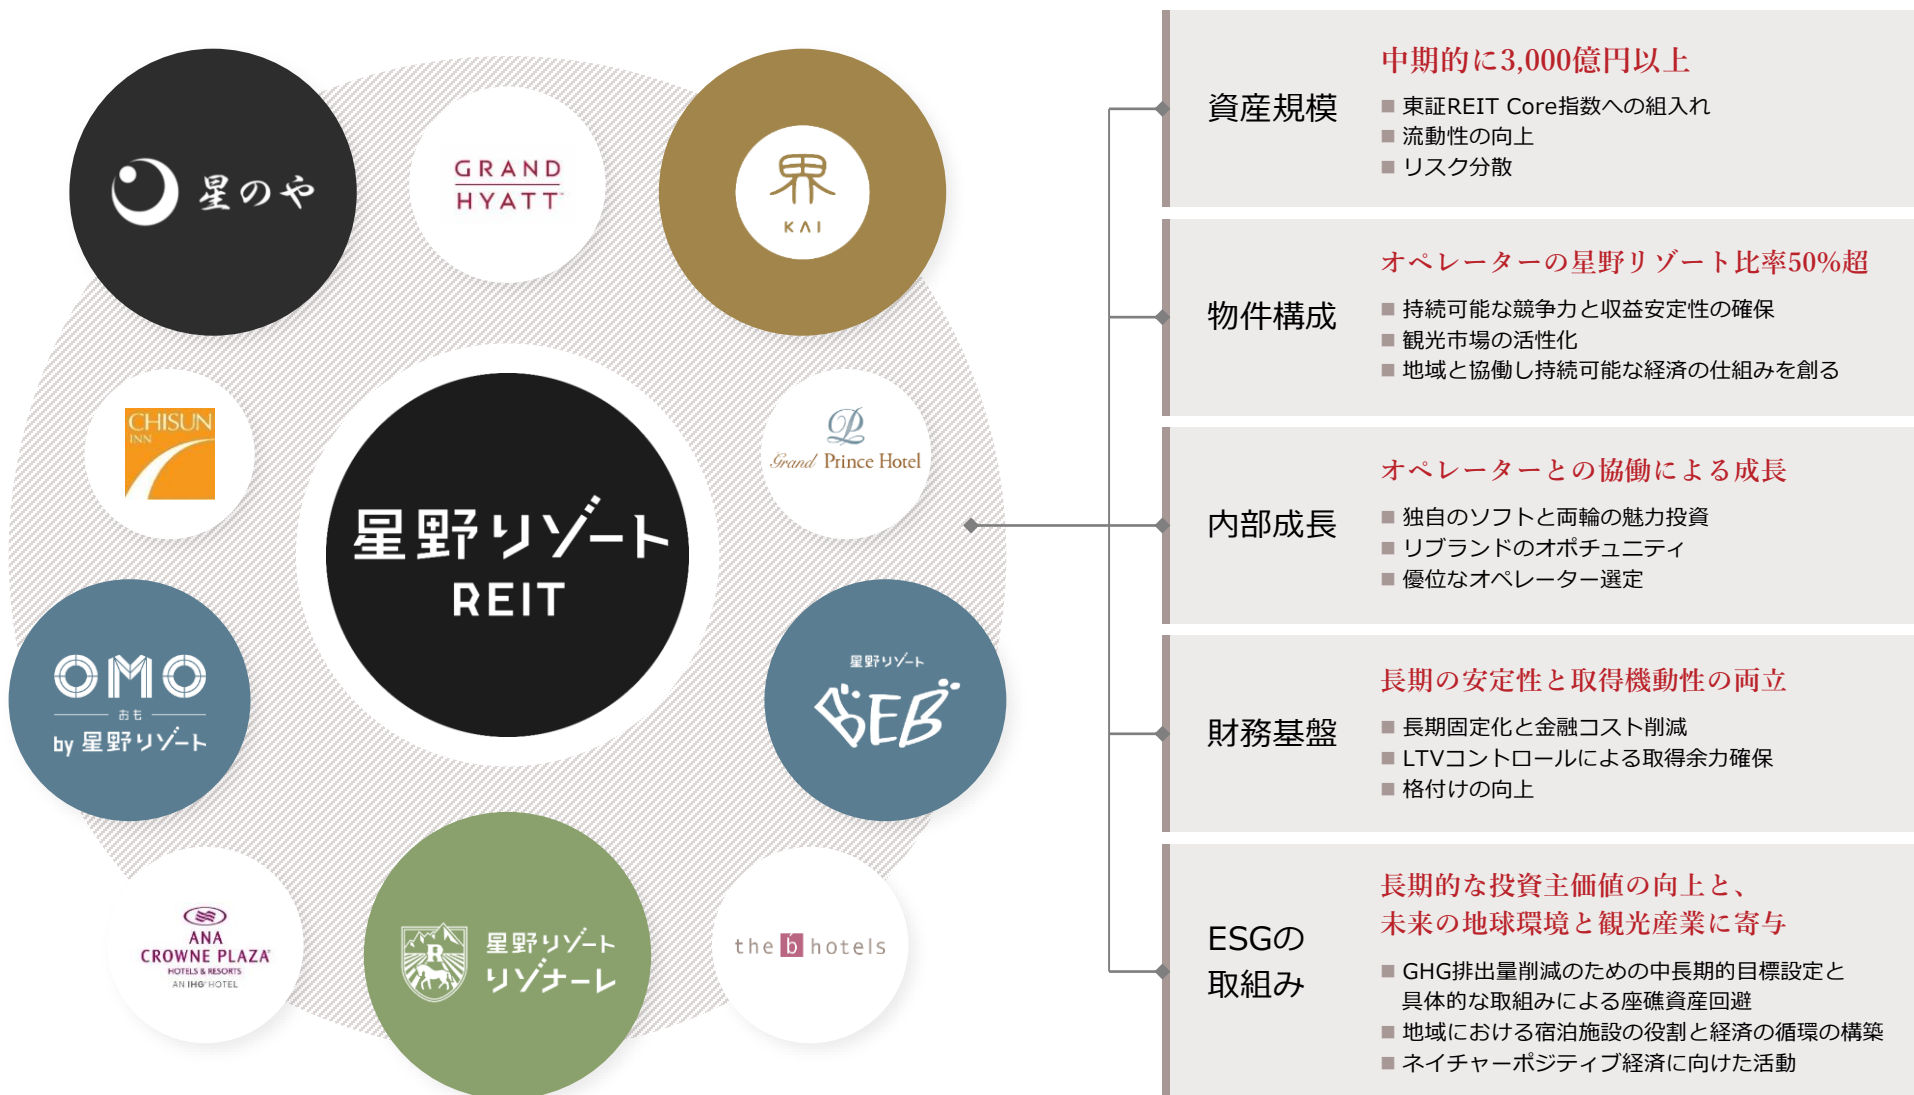 星のや
GRAND
HYATT
界
KAI
CHISUN
INN
Grand Prince Hotel
星野リゾート
REIT
OMO
おも
by 星野リゾート
星野リゾート
BEB
ANA
CROWNE PLAZA
HOTELS & RESORTS
AN IHG® HOTEL
R
星野リゾート
リゾナーレ
the b hotels
資産規模
中期的に3,000億円以上
■ 東証REIT Core指数への組入れ
■ 流動性の向上
■ リスク分散
物件構成
オペレーターの星野リゾート比率50%超
■ 持続可能な競争力と収益安定性の確保
■ 観光市場の活性化
■ 地域と協働し持続可能な経済の仕組みを創る
内部成長
オペレーターとの協働による成長
■ 独自のソフトと両輪の魅力投資
■ リブランドのオポチュニティ
■ 優位なオペレーター選定
財務基盤
長期の安定性と取得機動性の両立
■ 長期固定化と金融コスト削減
■ LTVコントロールによる取得余力確保
■ 格付けの向上
ESGの
取組み
長期的な投資主価値の向上と、
未来の地球環境と観光産業に寄与
■ GHG排出量削減のための中長期的目標設定と
具体的な取組みによる座礁資産回避
■ 地域における宿泊施設の役割と経済の循環の構築
■ ネイチャーポジティブ経済に向けた活動